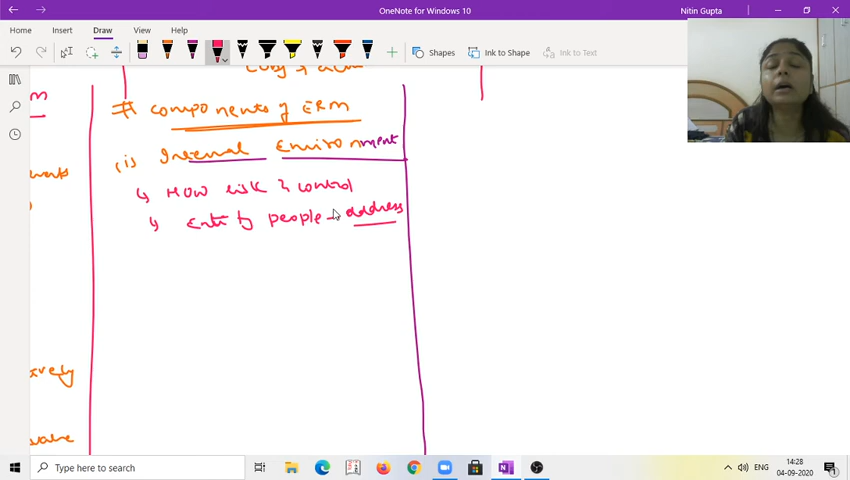 OneNote for Windows 10
Nitin Gupta
Home Insert Draw View Help
Shapes Ink to Shape Ink to Text
# Components of ERM
(i) Internal Environment
↳ How risk & control
↳ Entity people - address
Type here to search
ENG
14:28
04-09-2020